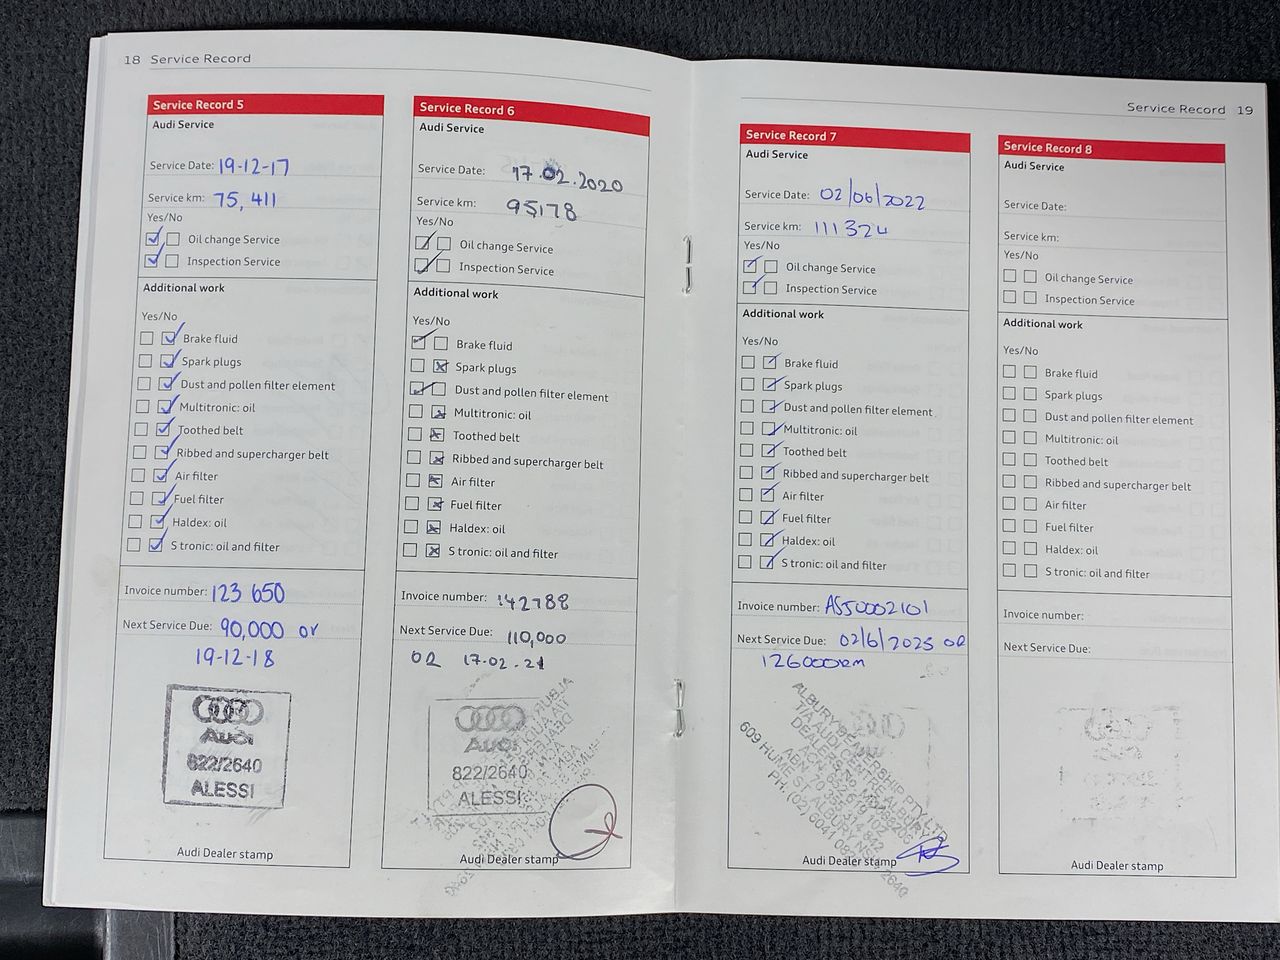 18 Service Record
Service Record 5
Audi Service
Service Date: 19-12-17
Service km: 75,411
Yes/No
Oil change Service
Inspection Service
Additional work
Yes/No
Brake fluid
Spark plugs
Dust and pollen filter element
Multitronic: oil
Toothed belt
Ribbed and supercharger belt
Air filter
Fuel filter
Haldex: oil
S tronic: oil and filter
Invoice number: 123 650
Next Service Due: 90,000 or
19-12-18
Audi
822/2640
ALESSI
Audi Dealer stamp
Service Record 6
Audi Service
Service Date: 17.02.2020
Service km: 95178
Yes/No
Oil change Service
Inspection Service
Additional work
Yes/No
Brake fluid
Spark plugs
Dust and pollen filter element
Multitronic: oil
Toothed belt
Ribbed and supercharger belt
Air filter
Fuel filter
Haldex: oil
S tronic: oil and filter
Invoice number: 142788
Next Service Due: 110,000
OR 17-02-21
Audi
822/2640
ALESSI
Audi Dealer stamp
Service Record 19
Service Record 7
Audi Service
Service Date: 02/06/2022
Service km: 111324
Yes/No
Oil change Service
Inspection Service
Additional work
Yes/No
Brake fluid
Spark plugs
Dust and pollen filter element
Multitronic: oil
Toothed belt
Ribbed and supercharger belt
Air filter
Fuel filter
Haldex: oil
S tronic: oil and filter
Invoice number: ASJ0002101
Next Service Due: 02/6/2023 OR
126000km
T/A AUDI CENTRE ALBURY
609 HUME ST ALBURY NSW 2640
Audi Dealer stamp
Service Record 8
Audi Service
Service Date:
Service km:
Yes/No
Oil change Service
Inspection Service
Additional work
Yes/No
Brake fluid
Spark plugs
Dust and pollen filter element
Multitronic: oil
Toothed belt
Ribbed and supercharger belt
Air filter
Fuel filter
Haldex: oil
S tronic: oil and filter
Invoice number:
Next Service Due:
Audi Dealer stamp